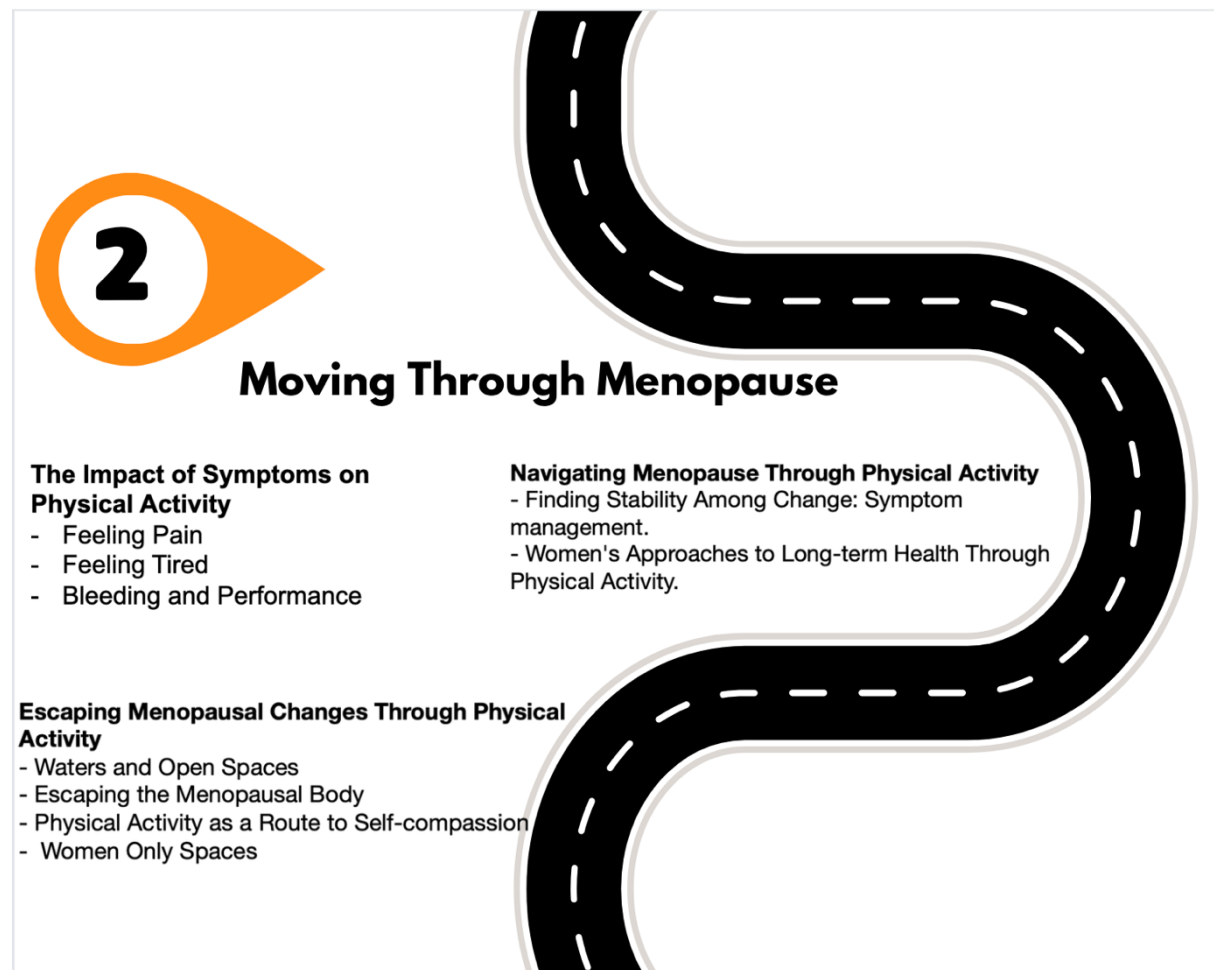 2
Moving Through Menopause
The Impact of Symptoms on
Physical Activity
- Feeling Pain
- Feeling Tired
- Bleeding and Performance
Navigating Menopause Through Physical Activity
- Finding Stability Among Change: Symptom
management.
- Women's Approaches to Long-term Health Through
Physical Activity.
Escaping Menopausal Changes Through Physical
Activity
- Waters and Open Spaces
- Escaping the Menopausal Body
- Physical Activity as a Route to Self-compassion
- Women Only Spaces